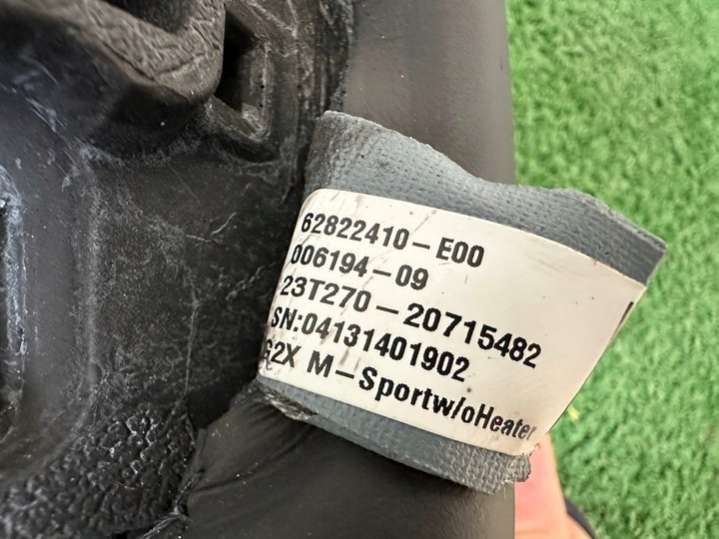 62822410-E00
006194-09
23T270-20715482
SN:04131401902
G2X M-Sportw/oHeater